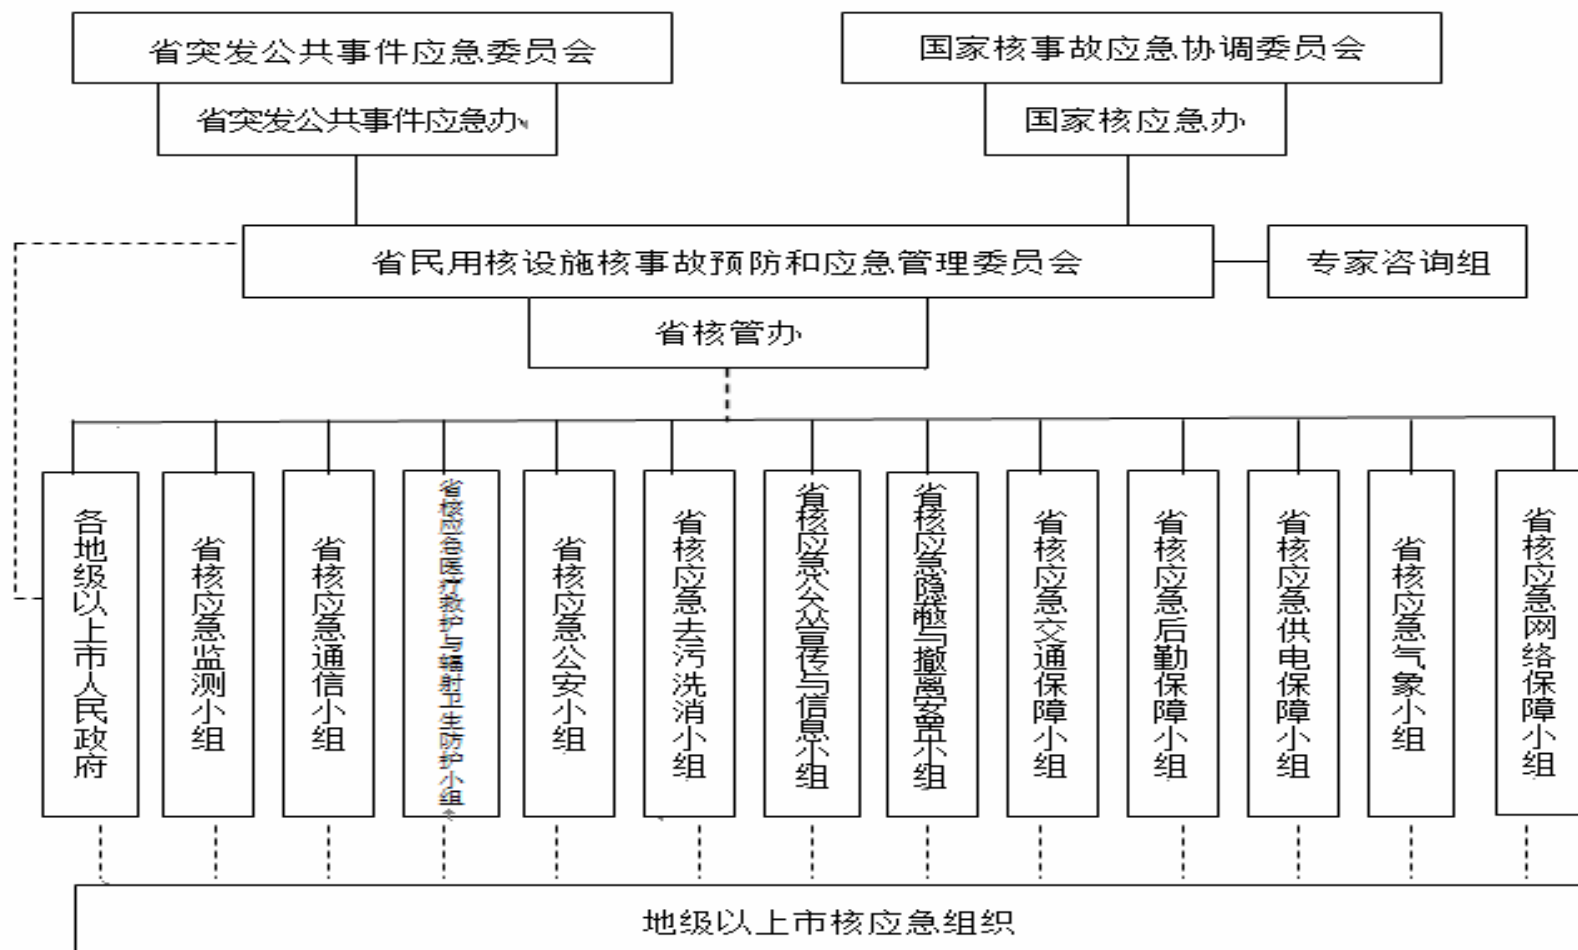 省突发公共事件应急委员会
国家核事故应急协调委员会
省突发公共事件应急办
国家核应急办
省民用核设施核事故预防和应急管理委员会
专家咨询组
省核管办
各地级以上市人民政府
省核应急监测小组
省核应急通信小组
省核应急医疗救护与辐射卫生防护小组
省核应急公安小组
省核应急去污洗消小组
省核应急公众宣传与信息小组
省核应急隐蔽与撤离安置小组
省核应急交通保障小组
省核应急后勤保障小组
省核应急供电保障小组
省核应急气象小组
省核应急网络保障小组
地级以上市核应急组织